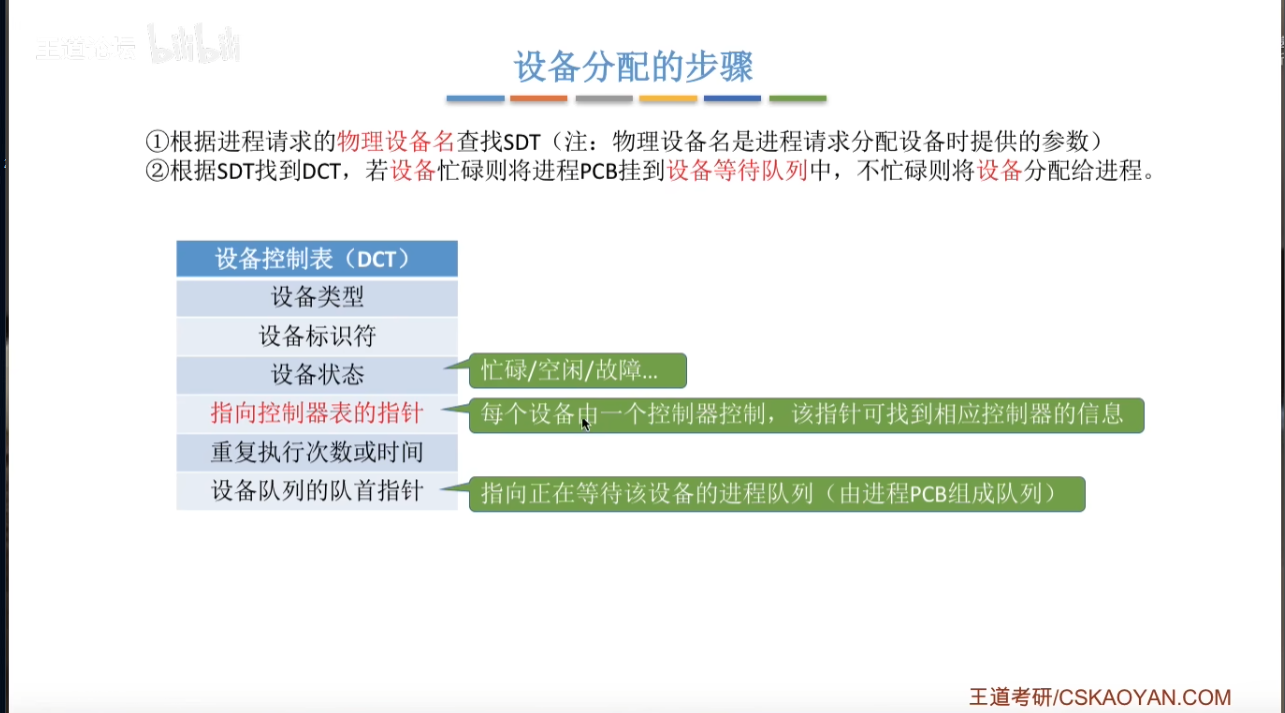 王道论坛 bilibili
设备分配的步骤
①根据进程请求的物理设备名查找SDT（注：物理设备名是进程请求分配设备时提供的参数）
②根据SDT找到DCT，若设备忙碌则将进程PCB挂到设备等待队列中，不忙碌则将设备分配给进程。
设备控制表（DCT）
设备类型
设备标识符
设备状态
忙碌/空闲/故障...
指向控制器表的指针
每个设备由一个控制器控制，该指针可找到相应控制器的信息
重复执行次数或时间
设备队列的队首指针
指向正在等待该设备的进程队列（由进程PCB组成队列）
王道考研/CSKAOYAN.COM